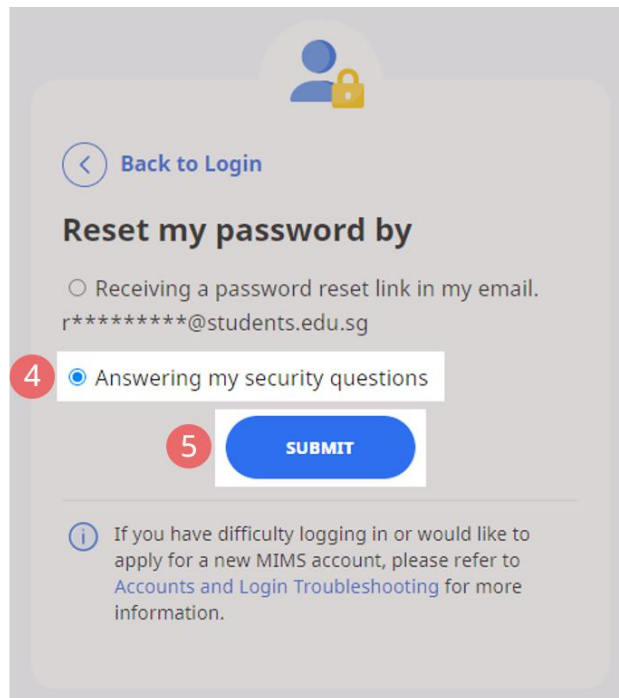 Back to Login
Reset my password by
Receiving a password reset link in my email.
r*********@students.edu.sg
4 Answering my security questions
5 SUBMIT
If you have difficulty logging in or would like to
apply for a new MIMS account, please refer to
Accounts and Login Troubleshooting for more
information.